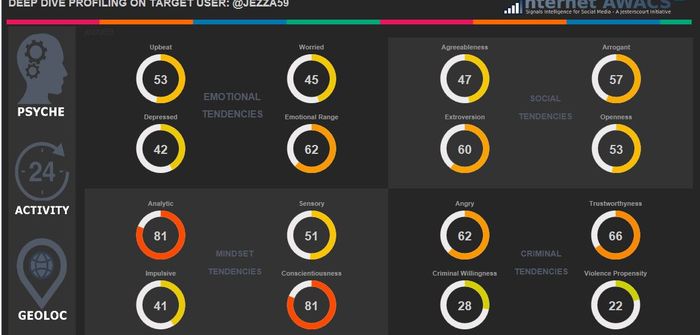 DEEP DIVE PROFILING ON TARGET USER: @JEZZA59
Internet AWACS
Signals Intelligence for Social Media - A Jesterscourt Initiative
PSYCHE
24
ACTIVITY
GEOLOC
Upbeat
53
Worried
45
EMOTIONAL
TENDENCIES
Depressed
42
Emotional Range
62
Agreeableness
47
Arrogant
57
SOCIAL
TENDENCIES
Extroversion
60
Openness
53
Analytic
81
Sensory
51
MINDSET
TENDENCIES
Impulsive
41
Conscientiousness
81
Angry
62
Trustworthyness
66
CRIMINAL
TENDENCIES
Criminal Willingness
28
Violence Propensity
22